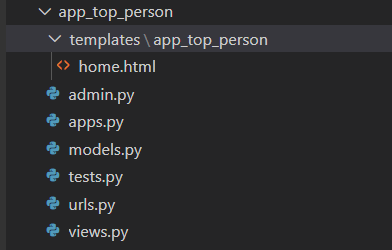 app_top_person
templates \ app_top_person
home.html
admin.py
apps.py
models.py
tests.py
urls.py
views.py